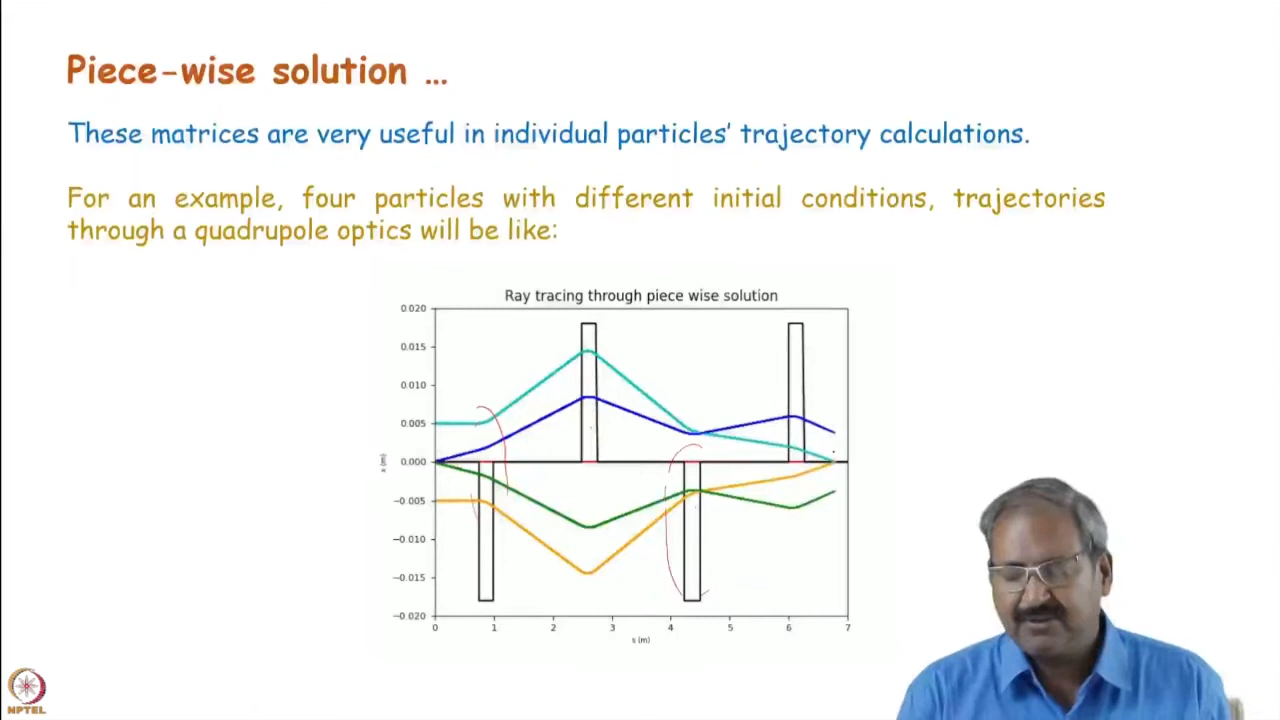 Piece-wise solution ...
These matrices are very useful in individual particles' trajectory calculations.
For an example, four particles with different initial conditions, trajectories
through a quadrupole optics will be like:
Ray tracing through piece wise solution
0.020
0.015
0.010
0.005
0.000
−0.005
−0.010
−0.015
−0.020
x (m)
0 1 2 3 4 5 6 7
s (m)
NPTEL